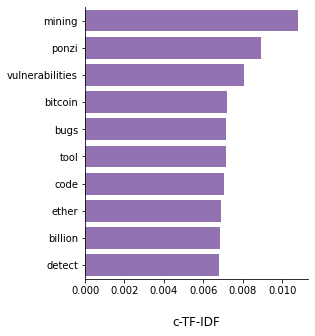 mining
ponzi
vulnerabilities
bitcoin
bugs
tool
code
ether
billion
detect
0.000 0.002 0.004 0.006 0.008 0.010
c-TF-IDF